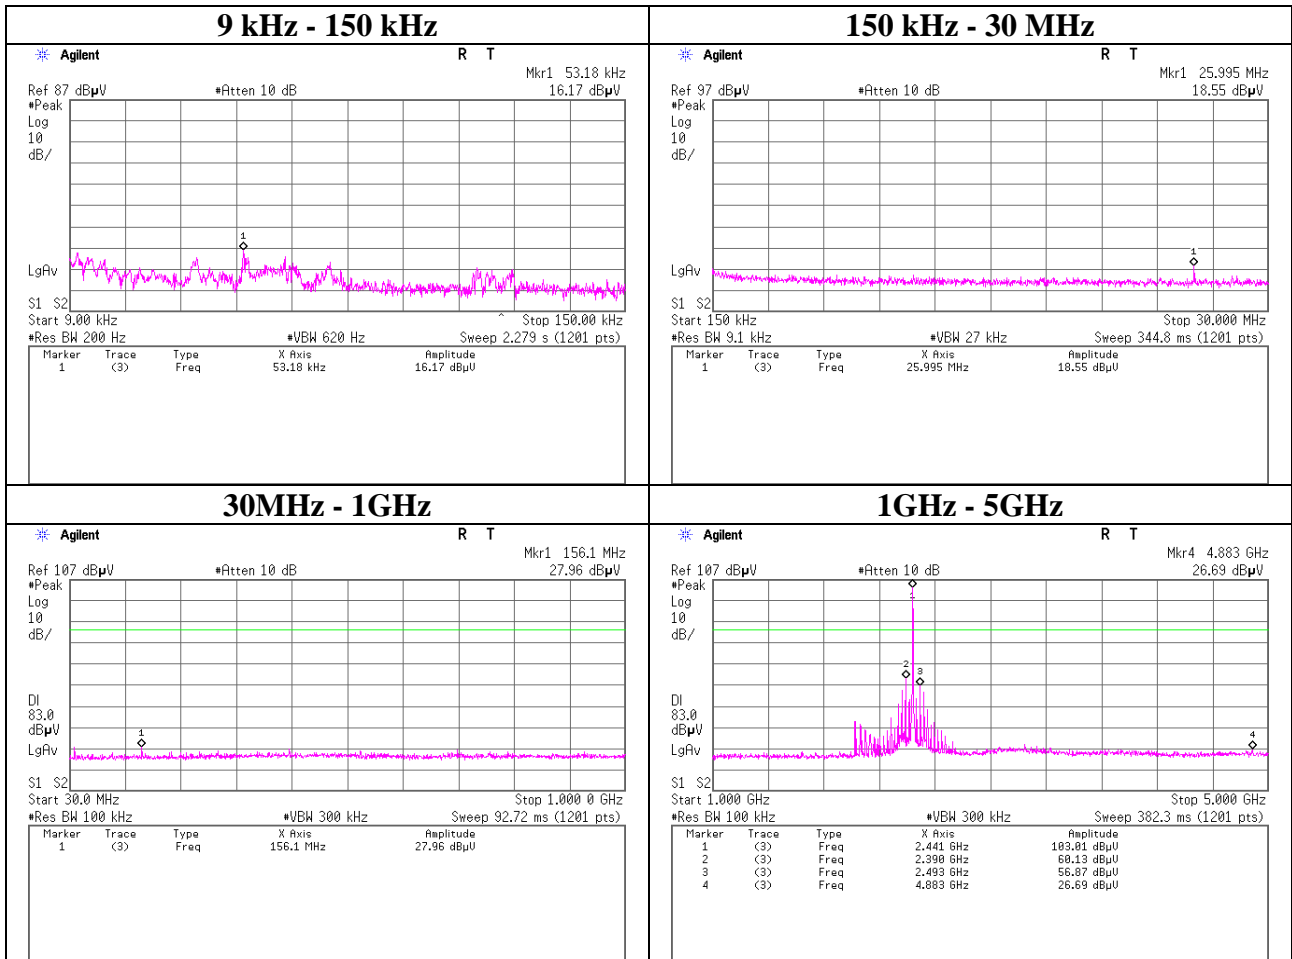 9 kHz - 150 kHz
Agilent R T
Mkr1 53.18 kHz
Ref 87 dBµV #Atten 10 dB 16.17 dBµV
#Peak
Log
10
dB/
1
LgAv
S1 S2
Start 9.00 kHz ^ Stop 150.00 kHz
#Res BW 200 Hz #VBW 620 Hz Sweep 2.279 s (1201 pts)
Marker Trace Type X Axis Amplitude
1 (3) Freq 53.18 kHz 16.17 dBµV
150 kHz - 30 MHz
Agilent R T
Mkr1 25.995 MHz
Ref 97 dBµV #Atten 10 dB 18.55 dBµV
#Peak
Log
10
dB/
1
LgAv
S1 S2
Start 150 kHz Stop 30.000 MHz
#Res BW 9.1 kHz #VBW 27 kHz Sweep 344.8 ms (1201 pts)
Marker Trace Type X Axis Amplitude
1 (3) Freq 25.995 MHz 18.55 dBµV
30MHz - 1GHz
Agilent R T
Mkr1 156.1 MHz
Ref 107 dBµV #Atten 10 dB 27.96 dBµV
#Peak
Log
10
dB/
DI
83.0
dBµV
1
LgAv
S1 S2
Start 30.0 MHz Stop 1.000 0 GHz
#Res BW 100 kHz #VBW 300 kHz Sweep 92.72 ms (1201 pts)
Marker Trace Type X Axis Amplitude
1 (3) Freq 156.1 MHz 27.96 dBµV
1GHz - 5GHz
Agilent R T
Mkr4 4.883 GHz
Ref 107 dBµV #Atten 10 dB 26.69 dBµV
#Peak
Log
10
dB/
1
2 3
DI
83.0
dBµV
4
LgAv
S1 S2
Start 1.000 GHz Stop 5.000 GHz
#Res BW 100 kHz #VBW 300 kHz Sweep 382.3 ms (1201 pts)
Marker Trace Type X Axis Amplitude
1 (3) Freq 2.441 GHz 103.01 dBµV
2 (3) Freq 2.390 GHz 60.13 dBµV
3 (3) Freq 2.493 GHz 56.87 dBµV
4 (3) Freq 4.883 GHz 26.69 dBµV